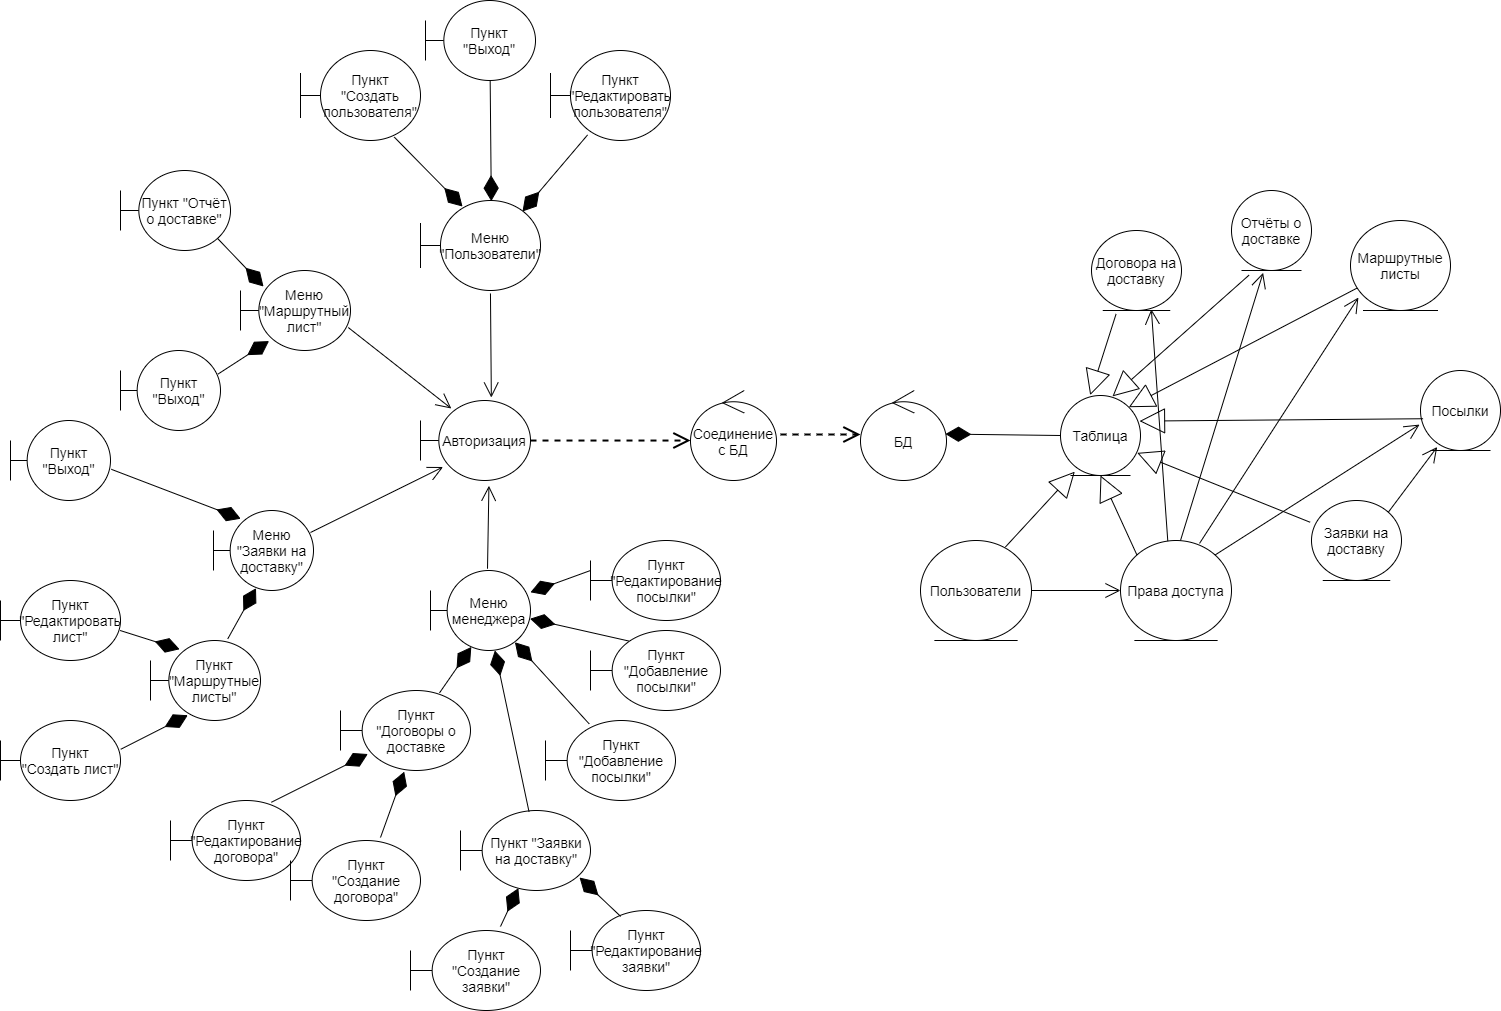 Пункт
"Выход"
Пункт
"Создать
пользователя"
Пункт
"Редактировать
пользователя"
Пункт "Отчёт
о доставке"
Меню
"Пользователи"
Отчёты о
доставке
Договора на
доставку
Маршрутные
листы
Меню
"Маршрутный
лист"
Пункт
"Выход"
Авторизация
Соединение
с БД
БД
Таблица
Посылки
Пункт
"Выход"
Меню
"Заявки на
доставку"
Заявки на
доставку
Пользователи
Права доступа
Пункт
"Редактирование
посылки"
Меню
менеджера
Пункт
"Редактировать
лист"
Пункт
"Маршрутные
листы"
Пункт
"Добавление
посылки"
Пункт
"Договоры о
доставке
Пункт
"Создать лист"
Пункт
"Добавление
посылки"
Пункт
"Редактирование
договора"
Пункт
"Создание
договора"
Пункт "Заявки
на доставку"
Пункт
"Создание
заявки"
Пункт
"Редактирование
заявки"